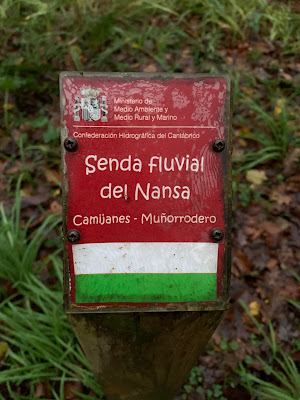 Ministerio de
Medio Ambiente y
Medio Rural y Marino
Confederación Hidrográfica del Cantábrico
Senda fluvial
del Nansa
Camijanes - Muñorrodero